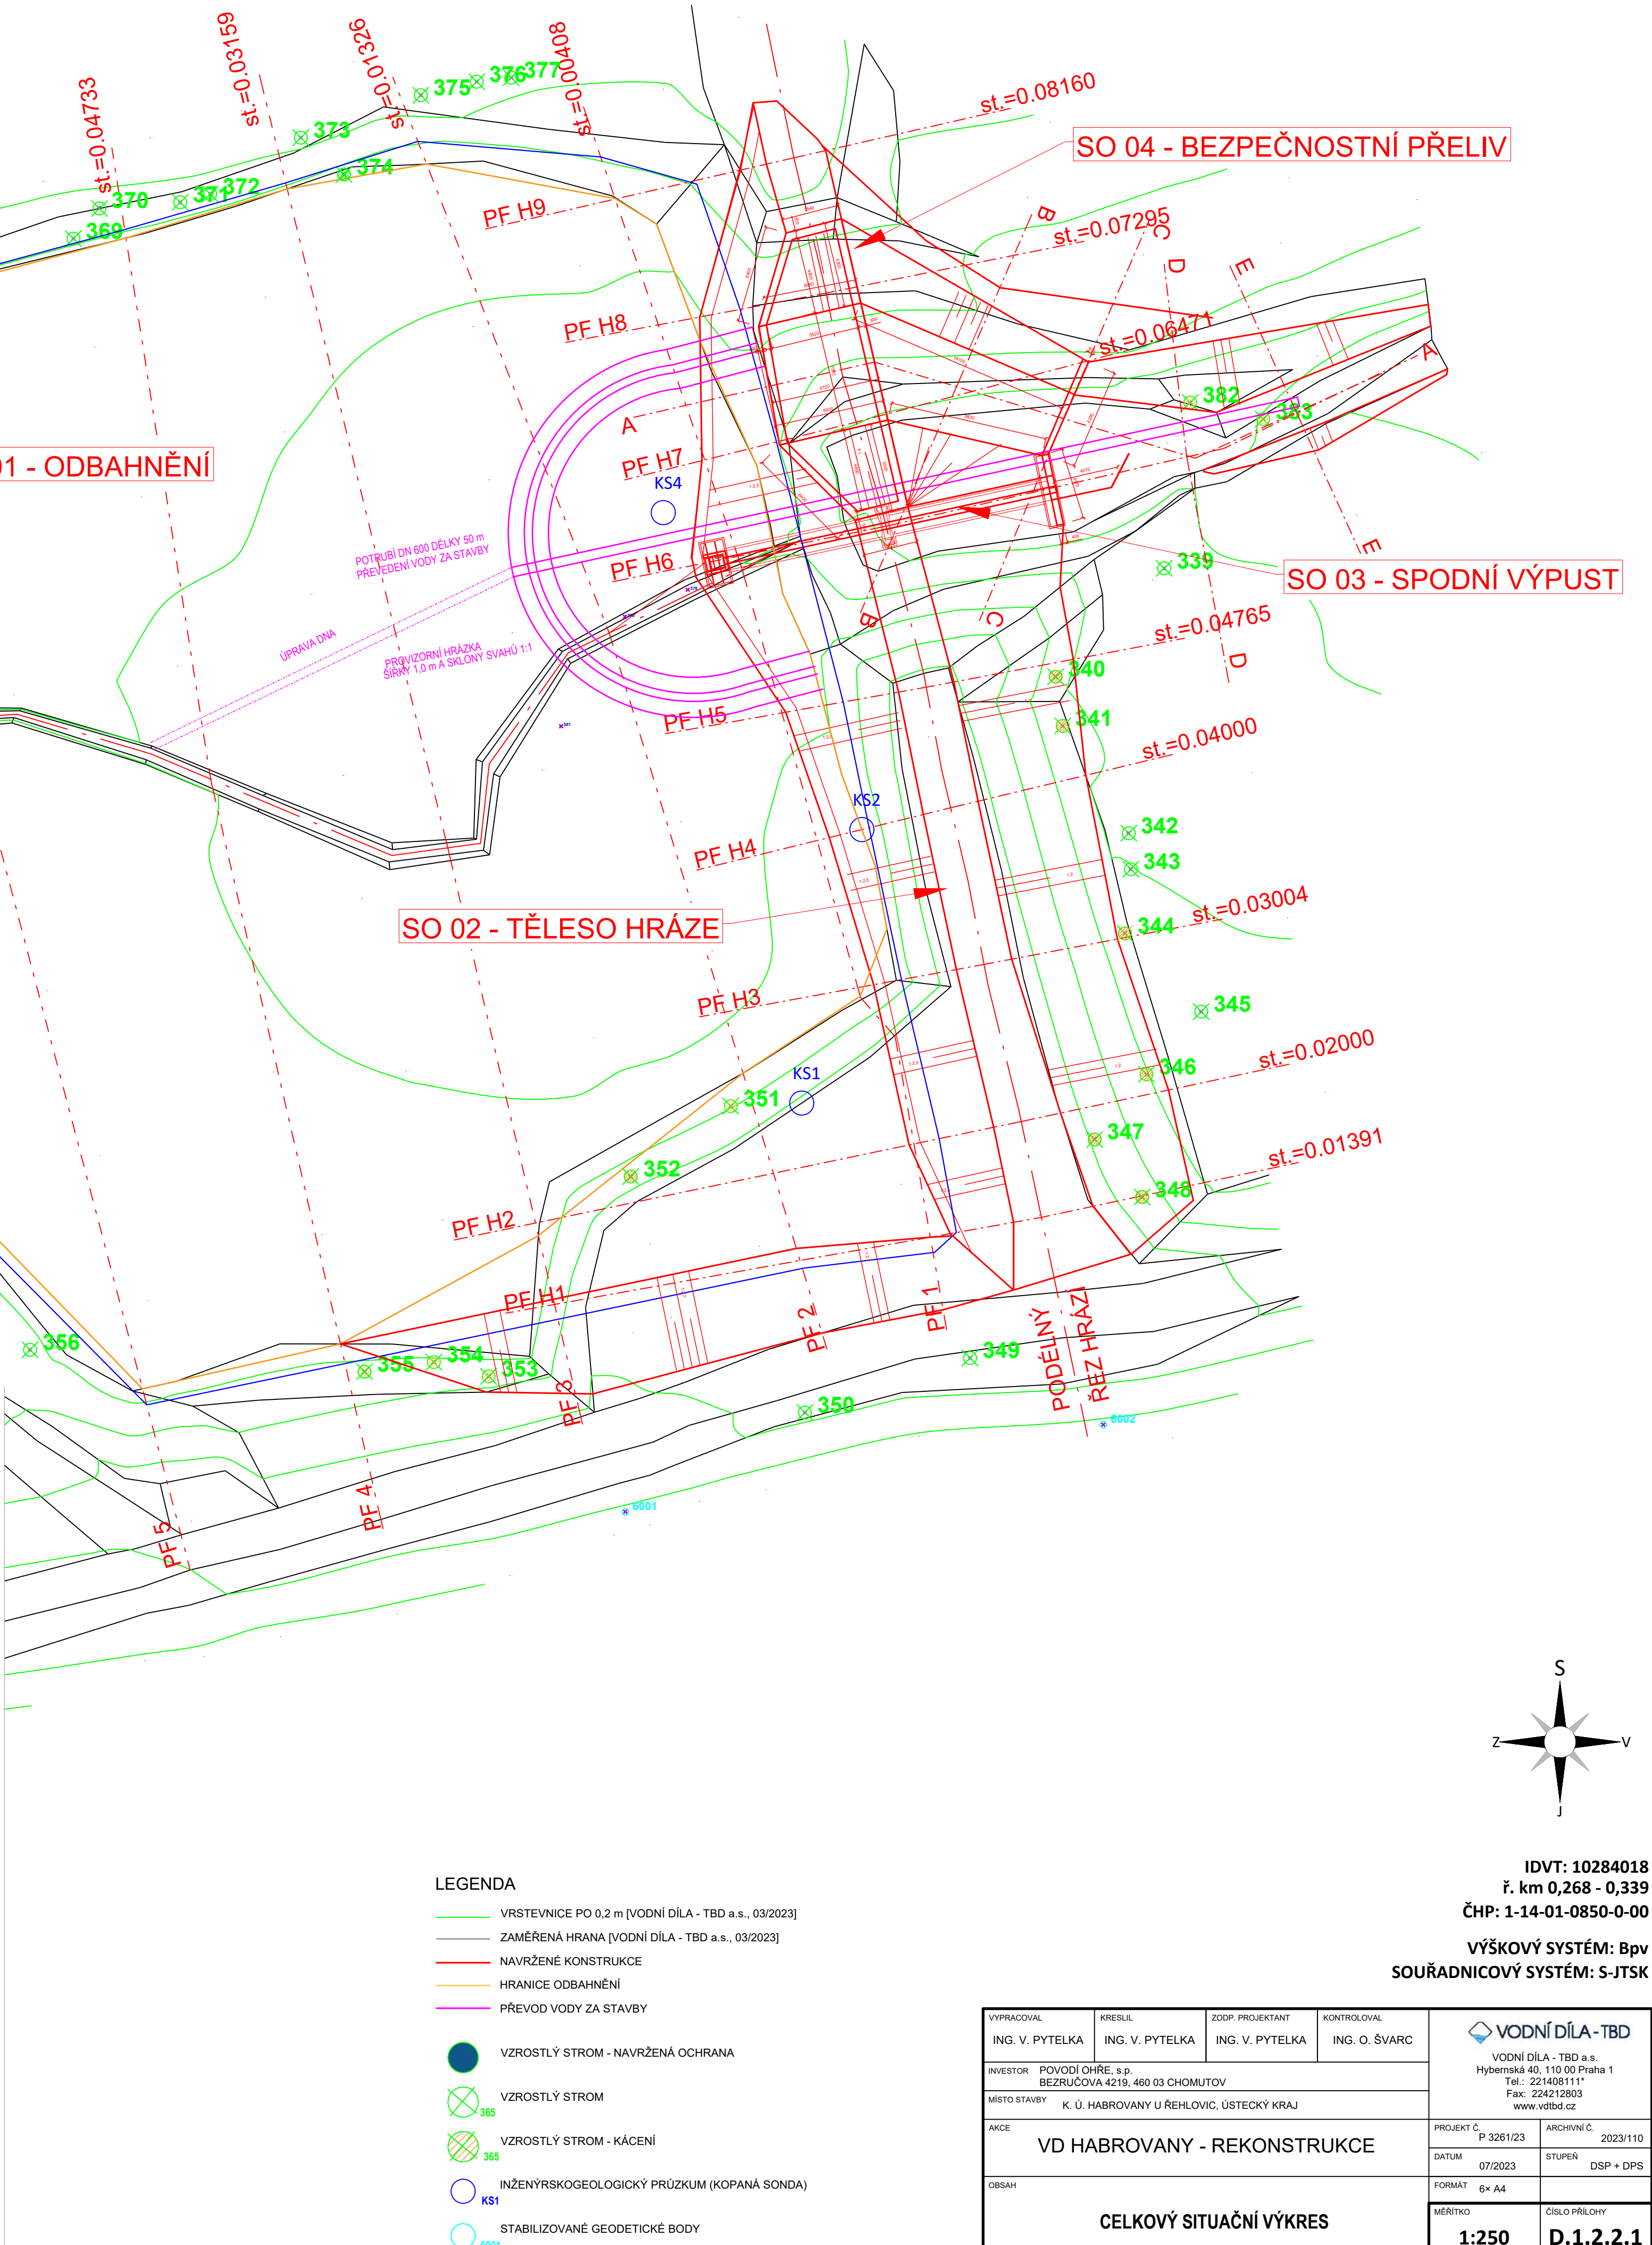 st.=0.04733
st.=0.03159
st.=0.01326
st.=0.00408
st.=0.08160
375
376
377
373
374
370
371
372
369
SO 04 - BEZPEČNOSTNÍ PŘELIV
PF H9
st.=0.07295
B
C
D
E
PF H8
st.=0.06471
A
A
382
383
01 - ODBAHNĚNÍ
PF H7
KS4
POTRUBÍ DN 600 DÉLKY 50 m
PŘEVEDENÍ VODY ZA STAVBY
PF H6
E
339
SO 03 - SPODNÍ VÝPUST
ÚPRAVA DNA
PROVIZORNÍ HRÁZKA
ŠÍŘKY 1,0 m A SKLONY SVAHŮ 1:1
B
C
st.=0.04765
D
340
PF H5
341
381
st.=0.04000
KS2
342
PF H4
343
SO 02 - TĚLESO HRÁZE
st.=0.03004
344
PF H3
345
st.=0.02000
KS1
346
351
347
st.=0.01391
352
348
PF H2
PF H1
356
355
354
353
349
350
PF 5
PF 4
PF 3
PF 2
PF 1
PODÉLNÝ
ŘEZ HRÁZÍ
6002
6001
S
Z
V
J
IDVT: 10284018
ř. km 0,268 - 0,339
ČHP: 1-14-01-0850-0-00
VÝŠKOVÝ SYSTÉM: Bpv
SOUŘADNICOVÝ SYSTÉM: S-JTSK
LEGENDA
VRSTEVNICE PO 0,2 m [VODNÍ DÍLA - TBD a.s., 03/2023]
ZAMĚŘENÁ HRANA [VODNÍ DÍLA - TBD a.s., 03/2023]
NAVRŽENÉ KONSTRUKCE
HRANICE ODBAHNĚNÍ
PŘEVOD VODY ZA STAVBY
VZROSTLÝ STROM - NAVRŽENÁ OCHRANA
VZROSTLÝ STROM
365
VZROSTLÝ STROM - KÁCENÍ
365
INŽENÝRSKOGEOLOGICKÝ PRŮZKUM (KOPANÁ SONDA)
KS1
STABILIZOVANÉ GEODETICKÉ BODY
6001
VYPRACOVAL
ING. V. PYTELKA
KRESLIL
ING. V. PYTELKA
ZODP. PROJEKTANT
ING. V. PYTELKA
KONTROLOVAL
ING. O. ŠVARC
VODNÍ DÍLA - TBD
VODNÍ DÍLA - TBD a.s.
Hybernská 40, 110 00 Praha 1
Tel.: 221408111*
Fax: 224212803
www.vdtbd.cz
INVESTOR POVODÍ OHŘE, s.p.
BEZRUČOVA 4219, 460 03 CHOMUTOV
MÍSTO STAVBY K. Ú. HABROVANY U ŘEHLOVIC, ÚSTECKÝ KRAJ
AKCE
VD HABROVANY - REKONSTRUKCE
PROJEKT Č.
P 3261/23
ARCHIVNÍ Č.
2023/110
DATUM
07/2023
STUPEŇ
DSP + DPS
OBSAH
CELKOVÝ SITUAČNÍ VÝKRES
FORMÁT 6× A4
MĚŘÍTKO
1:250
ČÍSLO PŘÍLOHY
D.1.2.2.1